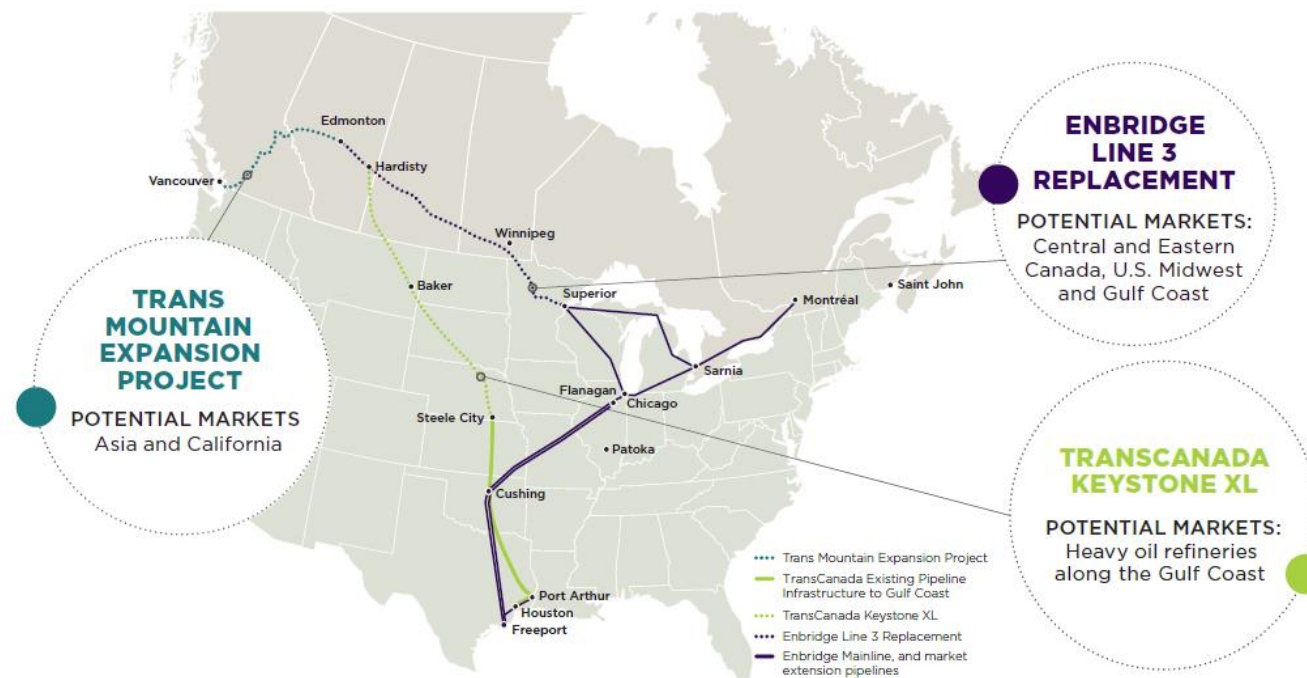 Edmonton
Hardisty
Vancouver
Winnipeg
Baker
Superior
Montréal
Saint John
Sarnia
Flanagan
Chicago
Steele City
Patoka
Cushing
Port Arthur
Houston
Freeport
TRANS
MOUNTAIN
EXPANSION
PROJECT
POTENTIAL MARKETS
Asia and California
ENBRIDGE
LINE 3
REPLACEMENT
POTENTIAL MARKETS:
Central and Eastern
Canada, U.S. Midwest
and Gulf Coast
TRANSCANADA
KEYSTONE XL
POTENTIAL MARKETS:
Heavy oil refineries
along the Gulf Coast
Trans Mountain Expansion Project
TransCanada Existing Pipeline
Infrastructure to Gulf Coast
TransCanada Keystone XL
Enbridge Line 3 Replacement
Enbridge Mainline, and market
extension pipelines